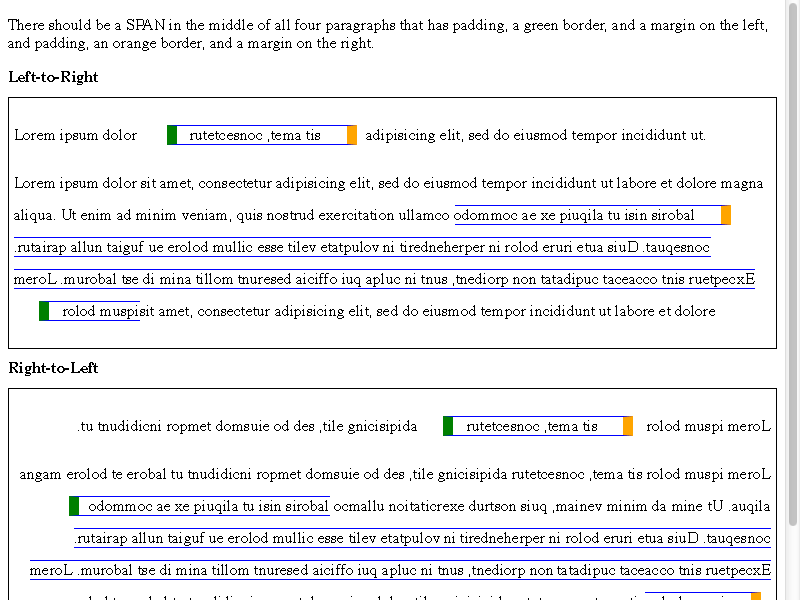 There should be a SPAN in the middle of all four paragraphs that has padding, a green border, and a margin on the left,
and padding, an orange border, and a margin on the right.
Left-to-Right
Lorem ipsum dolor rutetcesnoc ,tema tis adipisicing elit, sed do eiusmod tempor incididunt ut.
Lorem ipsum dolor sit amet, consectetur adipisicing elit, sed do eiusmod tempor incididunt ut labore et dolore magna
aliqua. Ut enim ad minim veniam, quis nostrud exercitation ullamco odommoc ae xe piuqila tu isin sirobal
.rutairap allun taiguf ue erolod mullic esse tilev etatpulov ni tiredneherper ni rolod eruri etua siuD .tauqesnoc
meroL .murobal tse di mina tillom tnuresed aiciffo iuq apluc ni tnus ,tnediorp non tatadipuc taceacco tnis ruetpecxE
rolod muspisit amet, consectetur adipisicing elit, sed do eiusmod tempor incididunt ut labore et dolore
Right-to-Left
.tu tnudidicni ropmet domsuie od des ,tile gnicisipida rutetcesnoc ,tema tis rolod muspi meroL
angam erolod te erobal tu tnudidicni ropmet domsuie od des ,tile gnicisipida rutetcesnoc ,tema tis rolod muspi meroL
odommoc ae xe piuqila tu isin sirobal ocmallu noitaticrexe durtson siuq ,mainev minim da mine tU .auqila
.rutairap allun taiguf ue erolod mullic esse tilev etatpulov ni tiredneherper ni rolod eruri etua siuD .tauqesnoc
meroL .murobal tse di mina tillom tnuresed aiciffo iuq apluc ni tnus ,tnediorp non tatadipuc taceacco tnis ruetpecxE